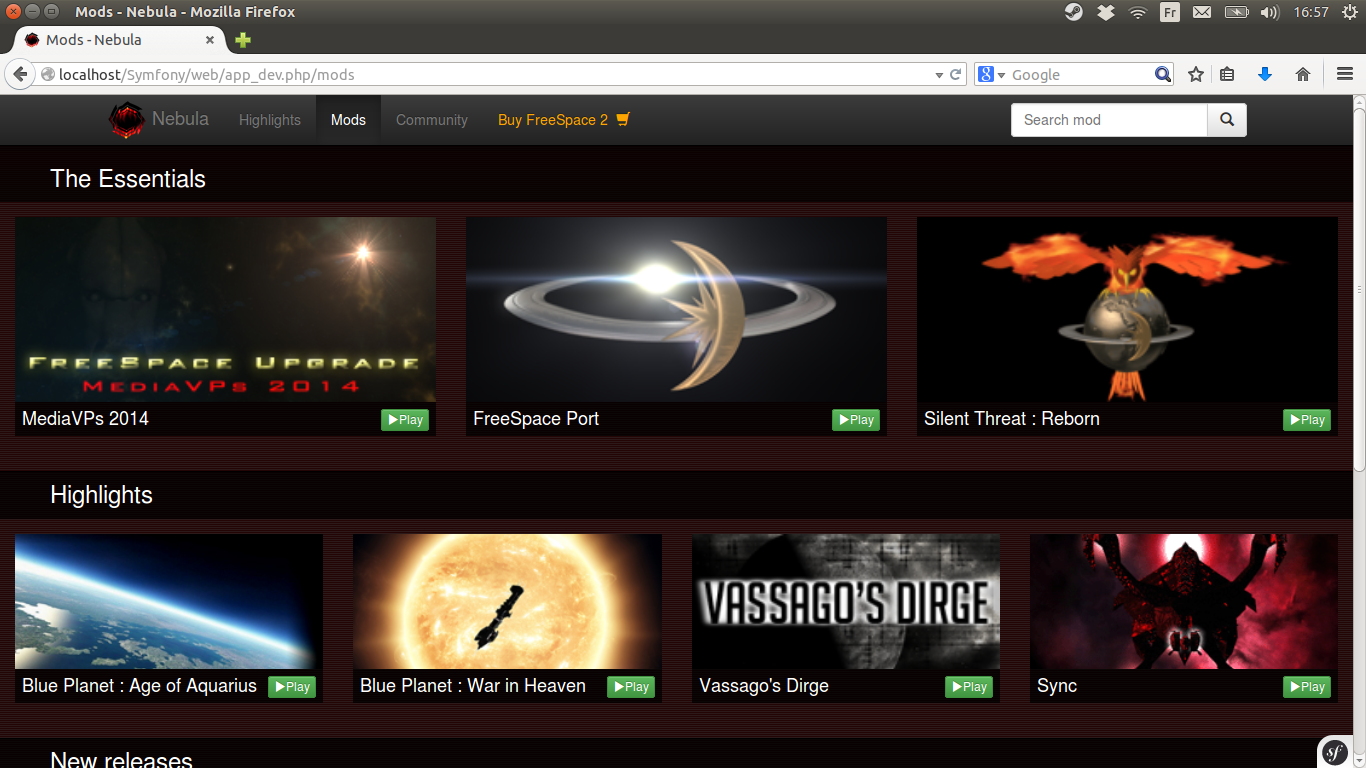 Mods - Nebula - Mozilla Firefox
Fr
16:57
Mods - Nebula
localhost/Symfony/web/app_dev.php/mods
Google
Nebula
Highlights
Mods
Community
Buy FreeSpace 2
Search mod
The Essentials
FreeSpace Upgrade
MediaVPs 2014
MediaVPs 2014
Play
FreeSpace Port
Play
Silent Threat : Reborn
Play
Highlights
VASSAGO'S DIRGE
Blue Planet : Age of Aquarius
Play
Blue Planet : War in Heaven
Play
Vassago's Dirge
Play
Sync
Play
New releases
sf